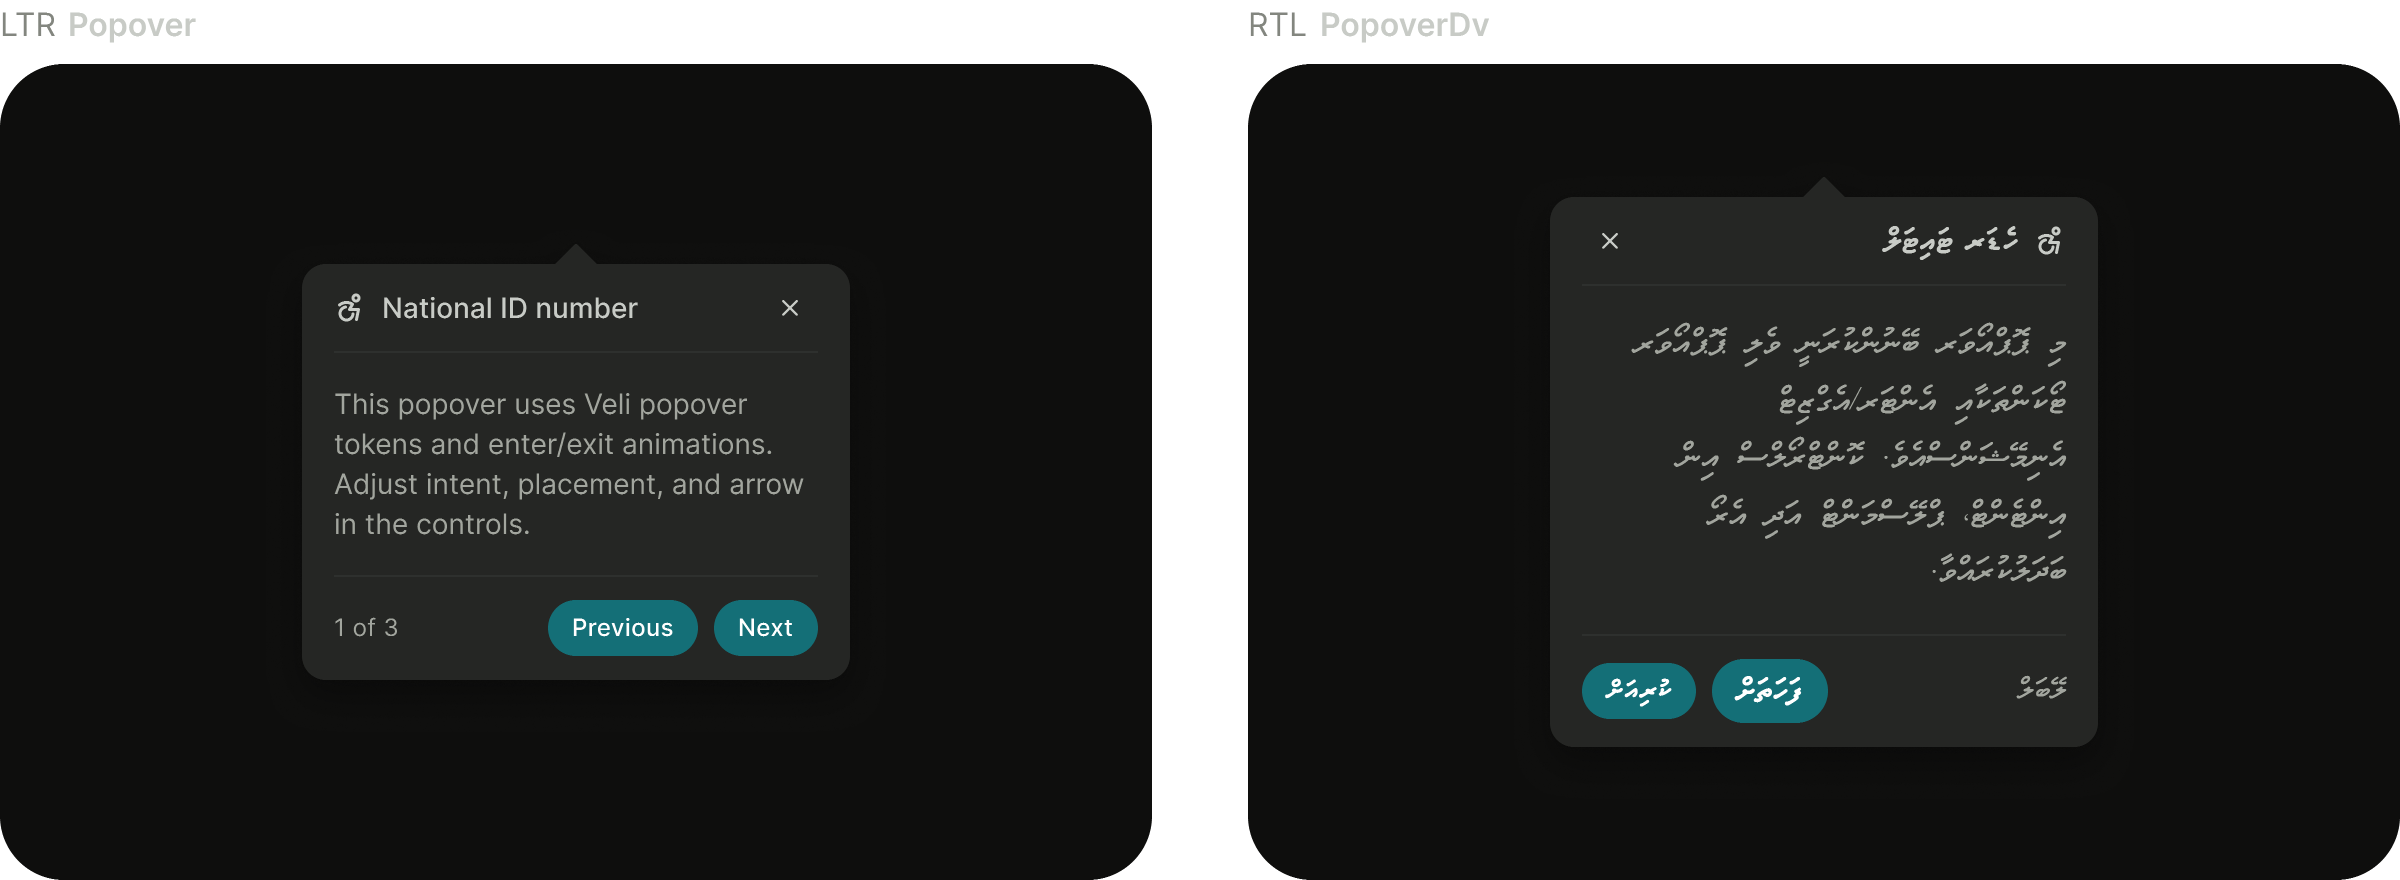 LTR Popover
National ID number
This popover uses Veli popover
tokens and enter/exit animations.
Adjust intent, placement, and arrow
in the controls.
1 of 3
Previous
Next
RTL PopoverDv
ހެޑަރ ޓައިޓަލް
މި ޕޮޕްއޯވަރ ބޭނުންކުރަނީ ވެލި ޕޮޕްއޯވަރ
ޓޯކަންތަކާއި އެންޓަރ/އެގްޒިޓް
އެނިމޭޝަންސްއެވެ. ކޮންޓްރޯލްސް އިން
އިންޓެންޓް، ޕްލޭސްމަންޓް އަދި އެރޯ
ބަދަލުކުރައްވާ.
ލޭބަލް
ފަހަތަށް
ކުރިއަށް